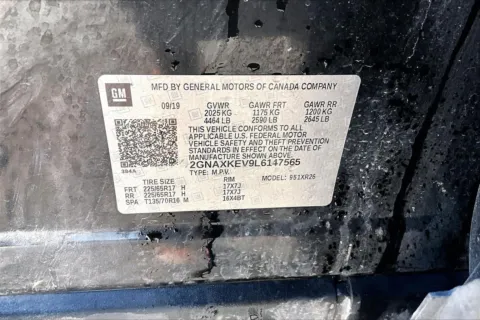 GM
MFD BY GENERAL MOTORS OF CANADA COMPANY
09/19 GVWR GAWR FRT GAWR RR
2025 KG 1175 KG 1200 KG
4464 LB 2590 LB 2645 LB
THIS VEHICLE CONFORMS TO ALL
APPLICABLE U.S. FEDERAL MOTOR
VEHICLE SAFETY, BUMPER, AND THEFT
PREVENTION STANDARDS IN
EFFECT ON THE DATE OF
MANUFACTURE SHOWN ABOVE.
2GNAXKEV9L6147565
TYPE: M.P.V. MODEL:
TIRE SIZE RIM
FRT 225/65R17 H 17X7J
RR 225/65R17 H 17X7J
SPA T135/70R16 M 16X4BT